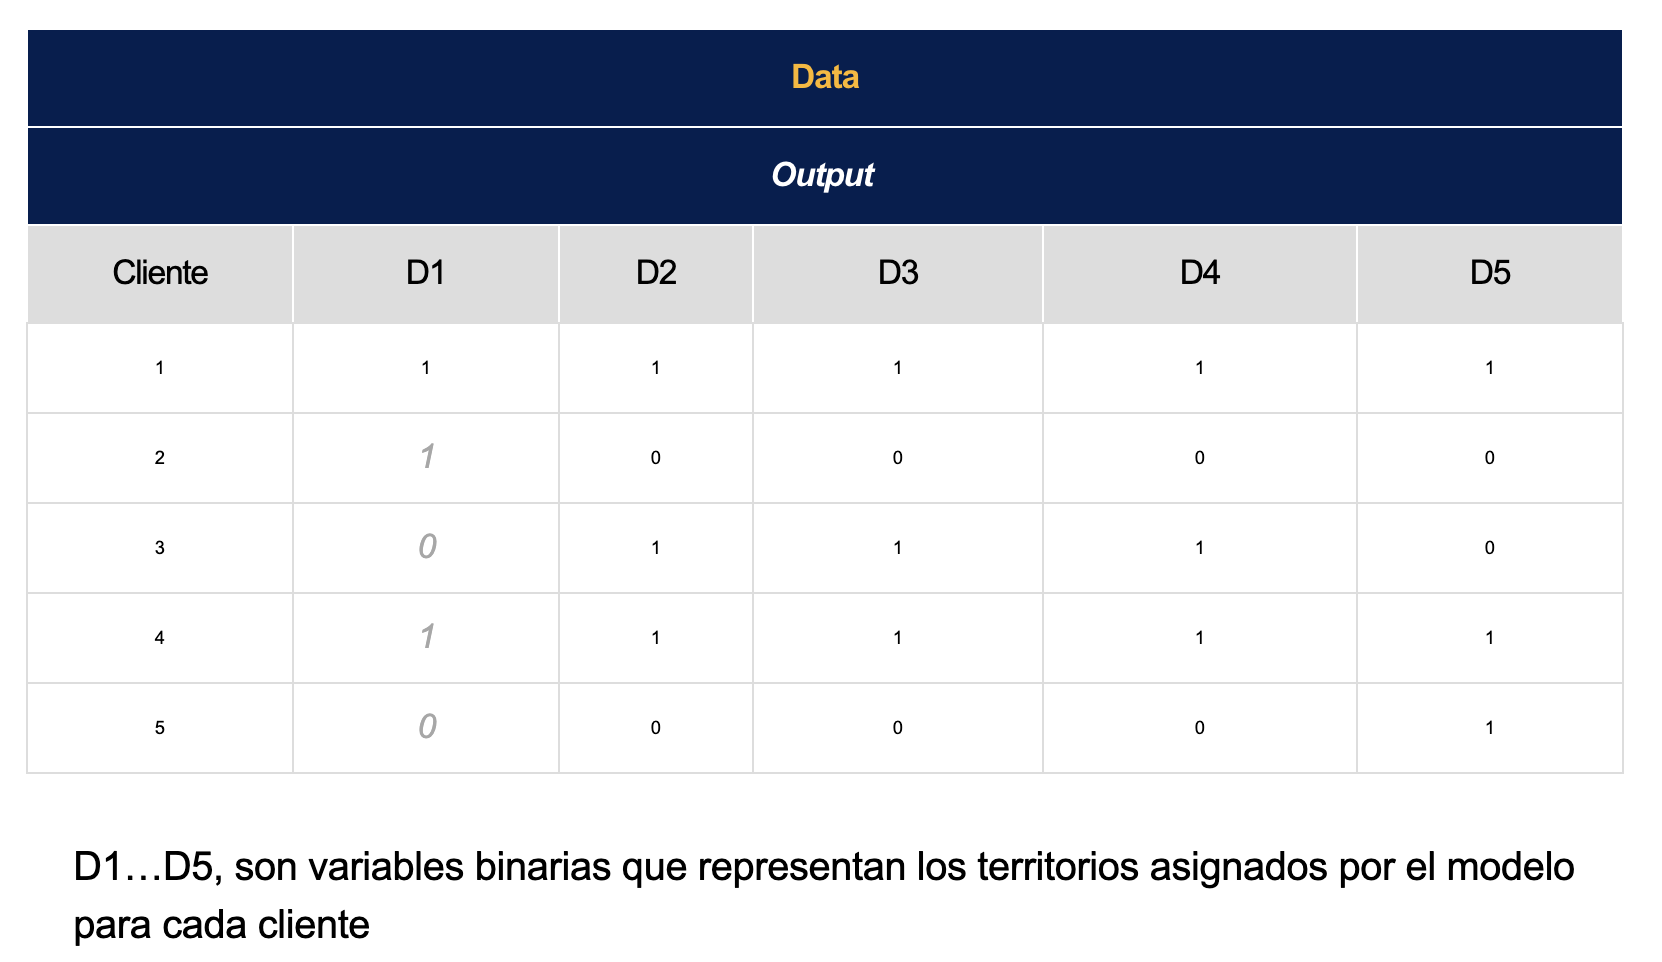 Data
Output
Cliente D1 D2 D3 D4 D5
1 1 1 1 1 1
2 1 0 0 0 0
3 0 1 1 1 0
4 1 1 1 1 1
5 0 0 0 0 1
D1…D5, son variables binarias que representan los territorios asignados por el modelo
para cada cliente